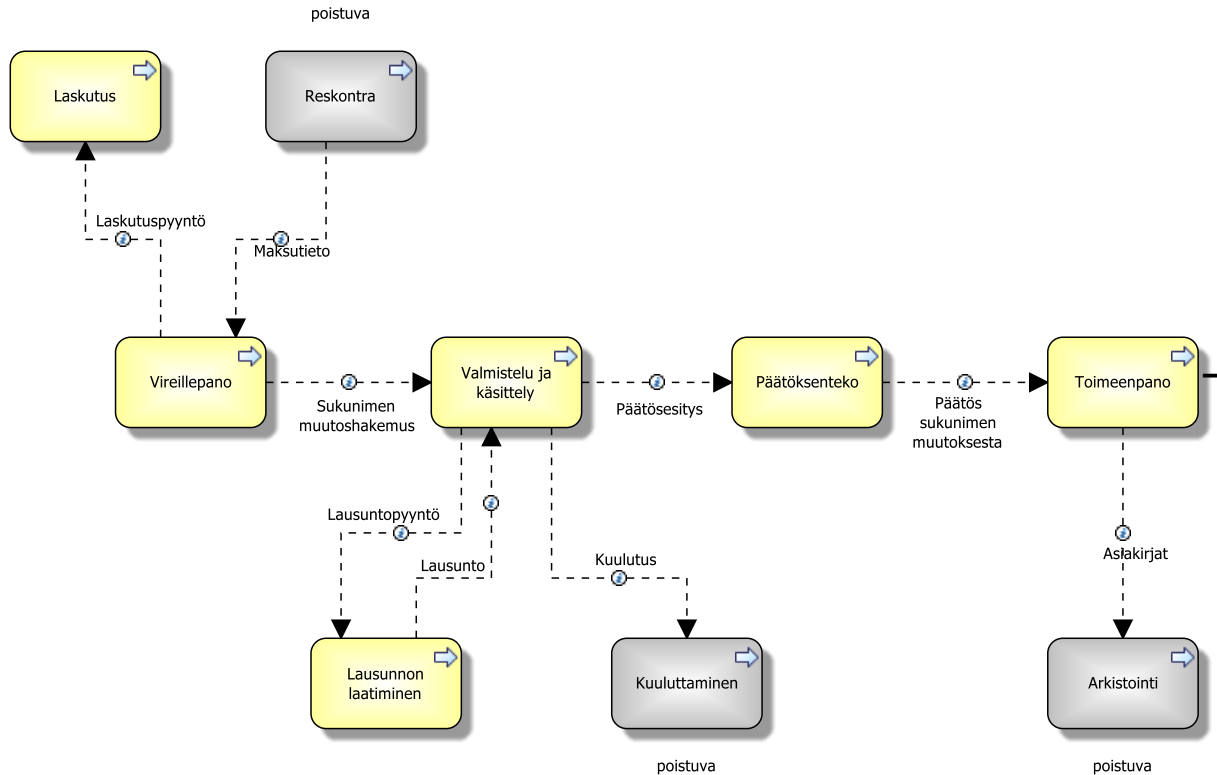 poistuva
Laskutus
Reskontra
Laskutuspyyntö
Maksutieto
Vireillepano
Sukunimen
muutoshakemus
Valmistelu ja
käsittely
Päätösesitys
Päätöksenteko
Päätös
sukunimen
muutoksesta
Toimeenpano
Lausuntopyyntö
Lausunto
Kuulutus
Asiakirjat
Lausunnon
laatiminen
Kuuluttaminen
Arkistointi
poistuva
poistuva